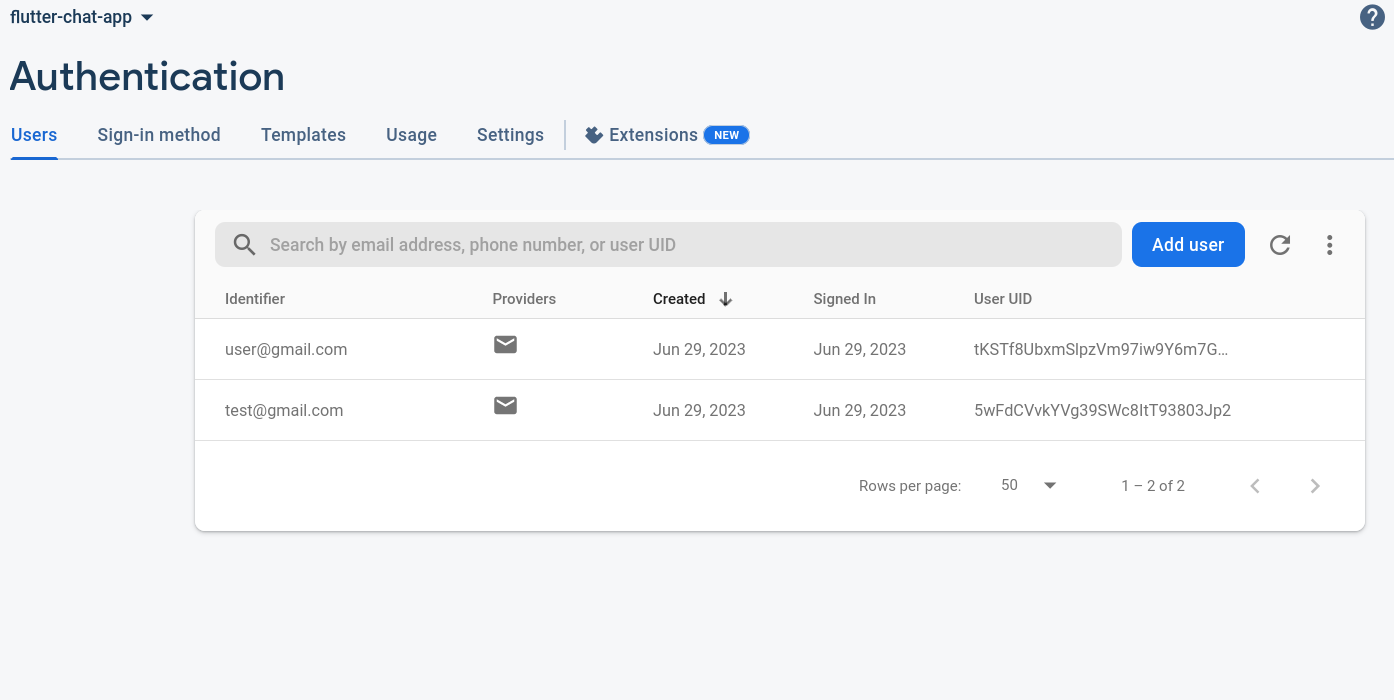 flutter-chat-app
Authentication
Users Sign-in method Templates Usage Settings Extensions NEW
Search by email address, phone number, or user UID Add user
Identifier Providers Created Signed In User UID
user@gmail.com Jun 29, 2023 Jun 29, 2023 tKSTf8UbxmSlpzVm97iw9Y6m7G...
test@gmail.com Jun 29, 2023 Jun 29, 2023 5wFdCVvkYVg39SWc8ItT93803Jp2
Rows per page: 50 1 – 2 of 2